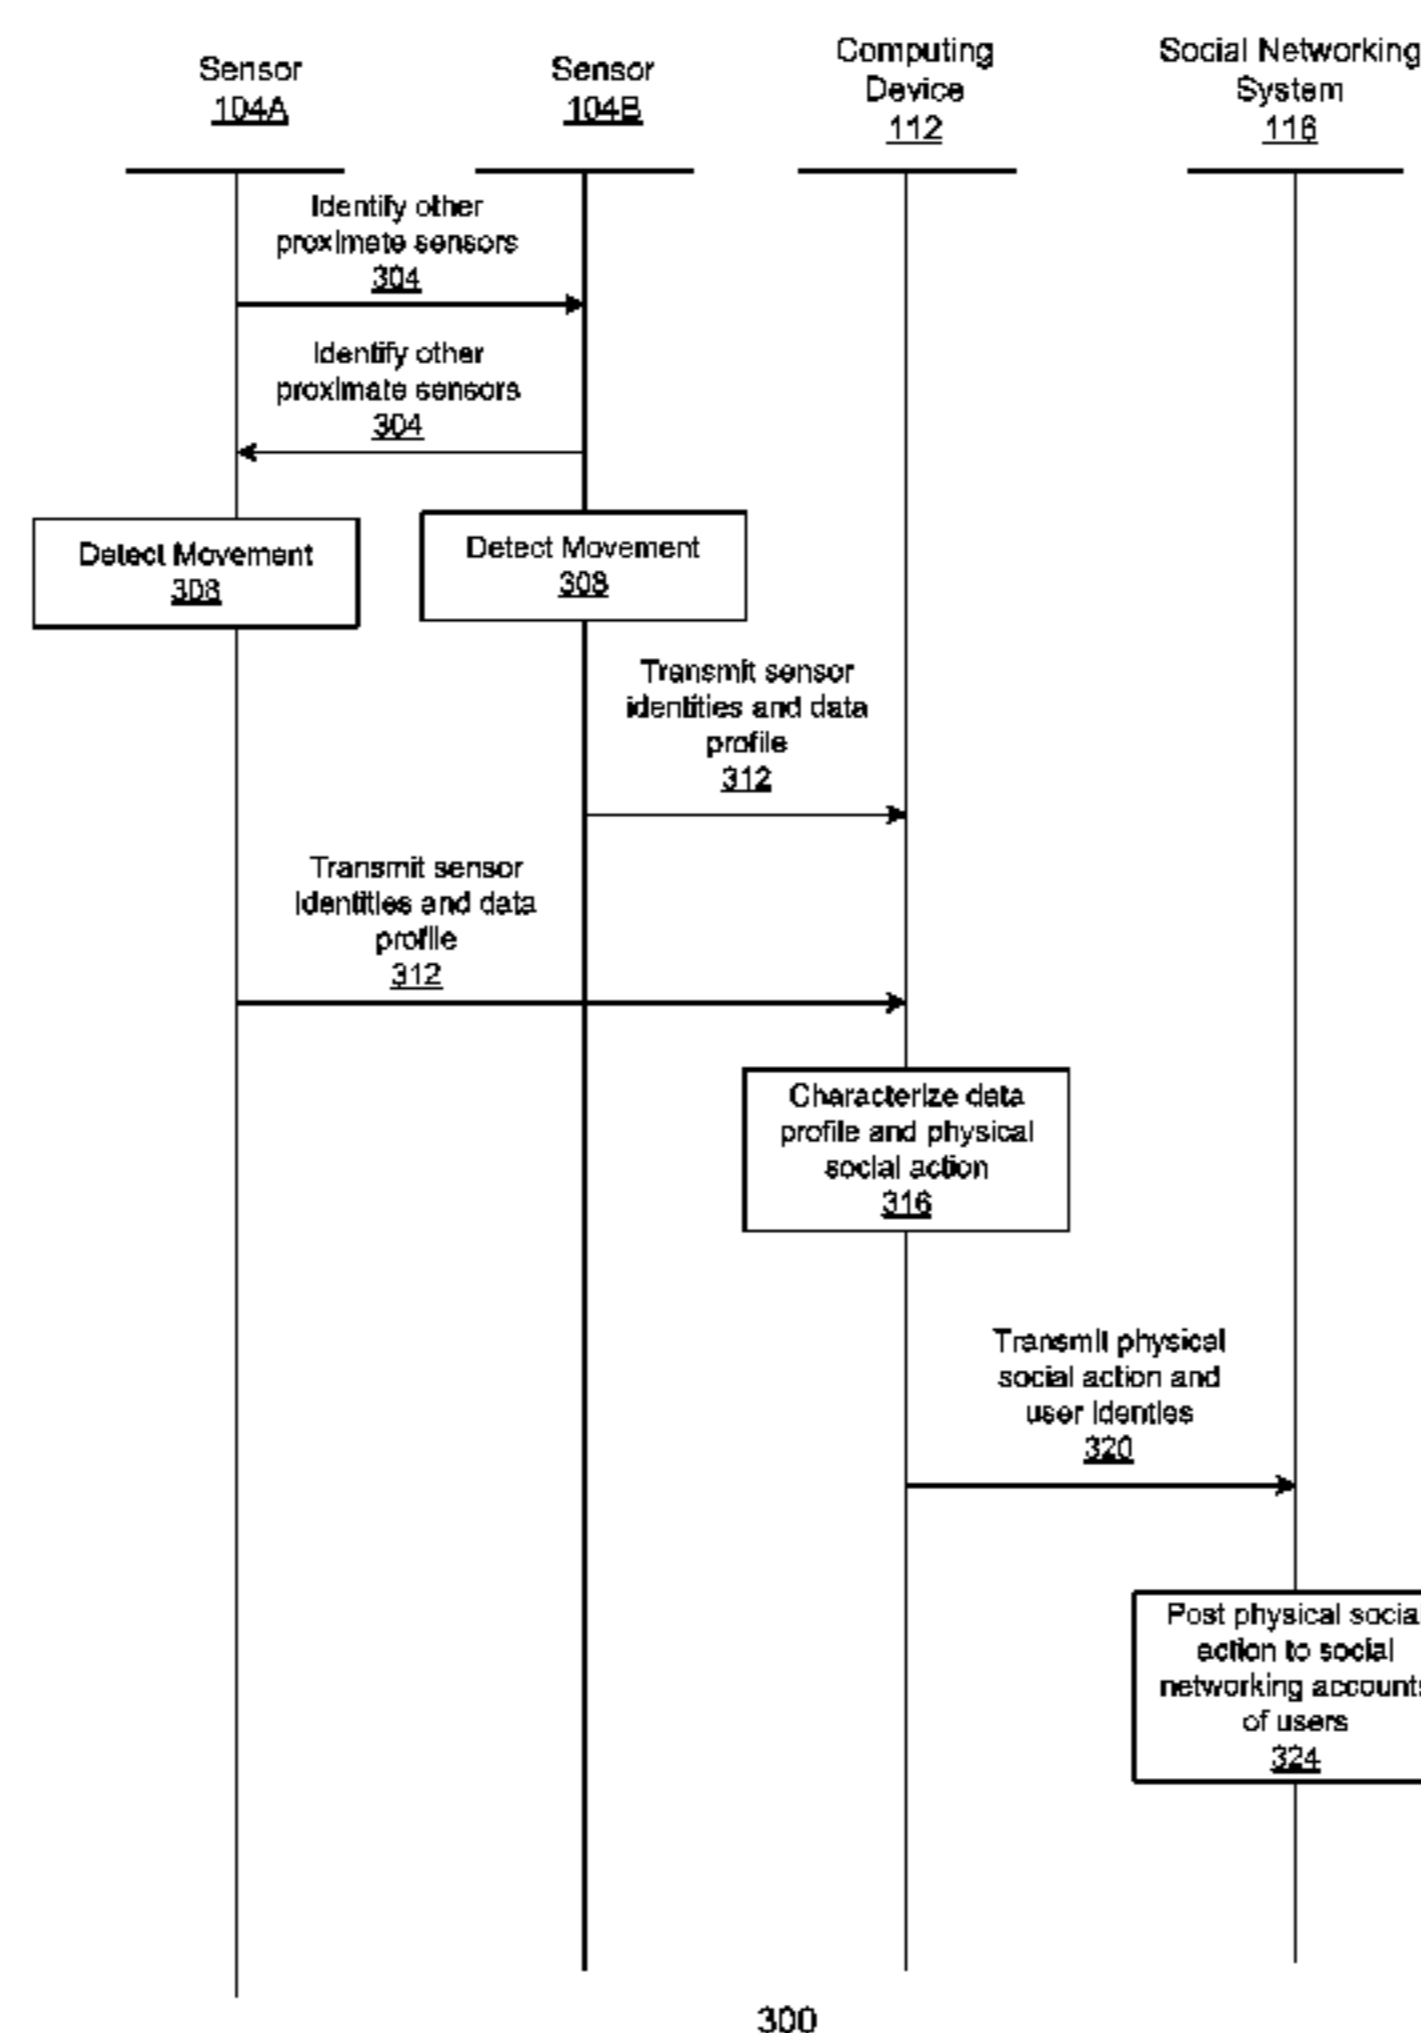 Sensor
104A
Sensor
104B
Computing
Device
112
Social Networking
System
116
Identify other
proximate sensors
304
Identify other
proximate sensors
304
Detect Movement
308
Detect Movement
308
Transmit sensor
identities and data
profile
312
Transmit sensor
identities and data
profile
312
Characterize data
profile and physical
social action
316
Transmit physical
social action and
user identies
320
Post physical social
action to social
networking accounts
of users
324
300